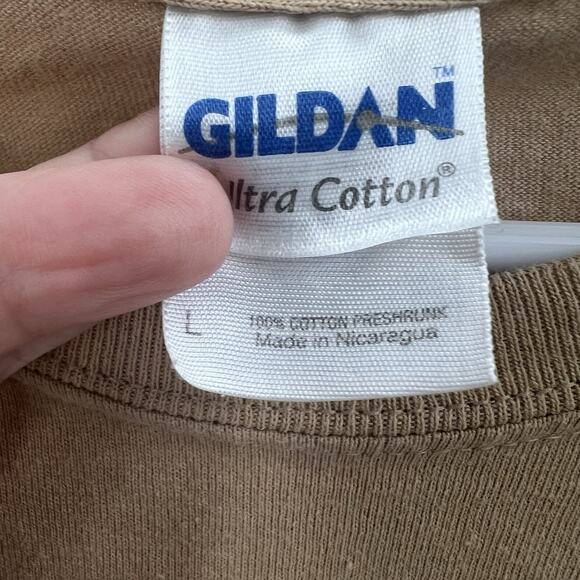 GILDAN™
Ultra Cotton®
L
100% COTTON PRESHRUNK
Made in Nicaragua